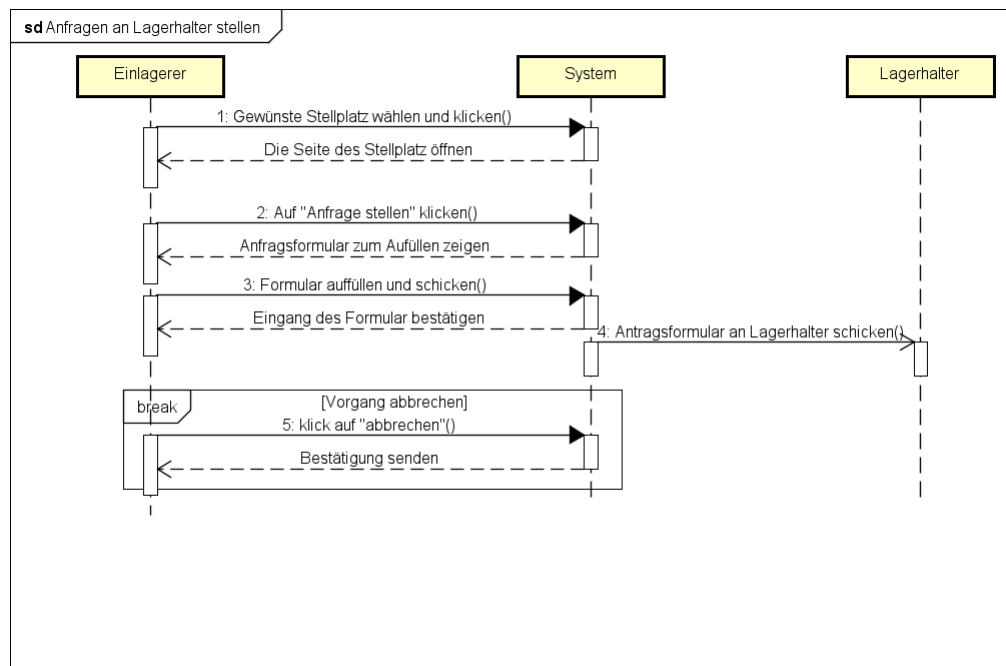 sd Anfragen an Lagerhalter stellen
Einlagerer
System
Lagerhalter
1: Gewünste Stellplatz wählen und klicken()
Die Seite des Stellplatz öffnen
2: Auf "Anfrage stellen" klicken()
Anfragsformular zum Aufüllen zeigen
3: Formular auffüllen und schicken()
Eingang des Formular bestätigen
4: Antragsformular an Lagerhalter schicken()
break
[Vorgang abbrechen]
5: klick auf "abbrechen"()
Bestätigung senden